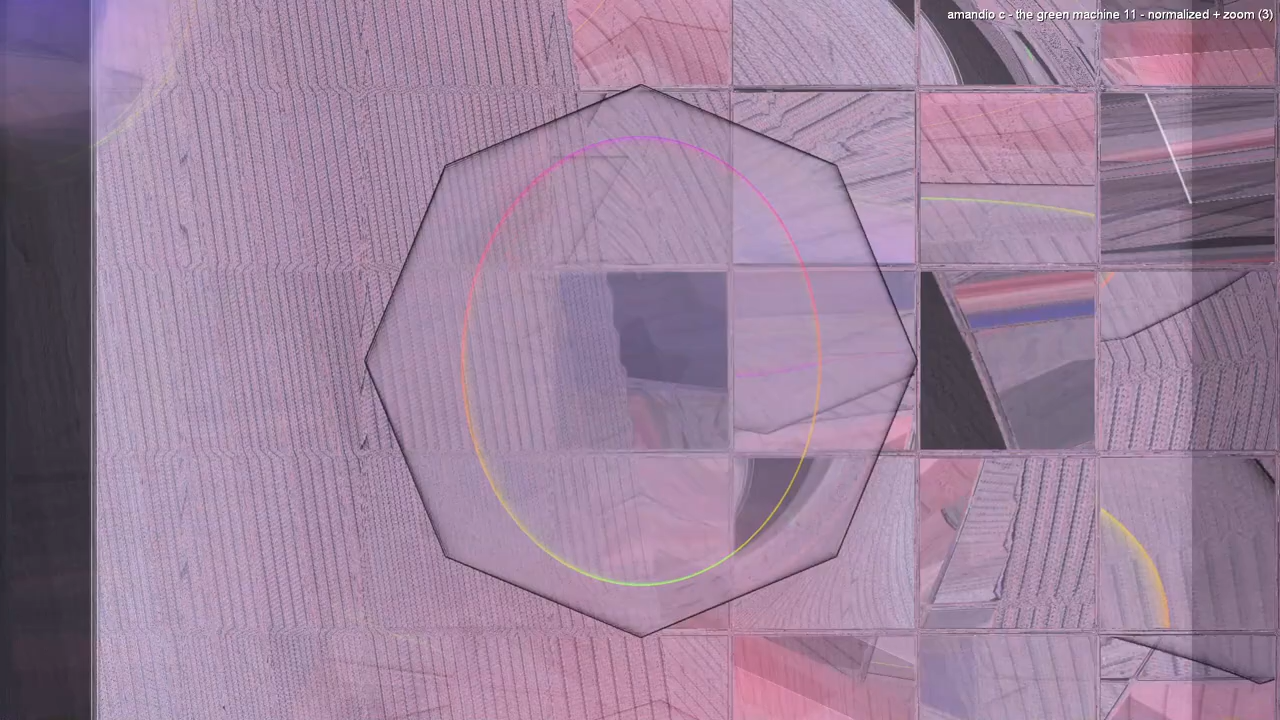 amandio c - the green machine 11 - normalized + zoom (3)